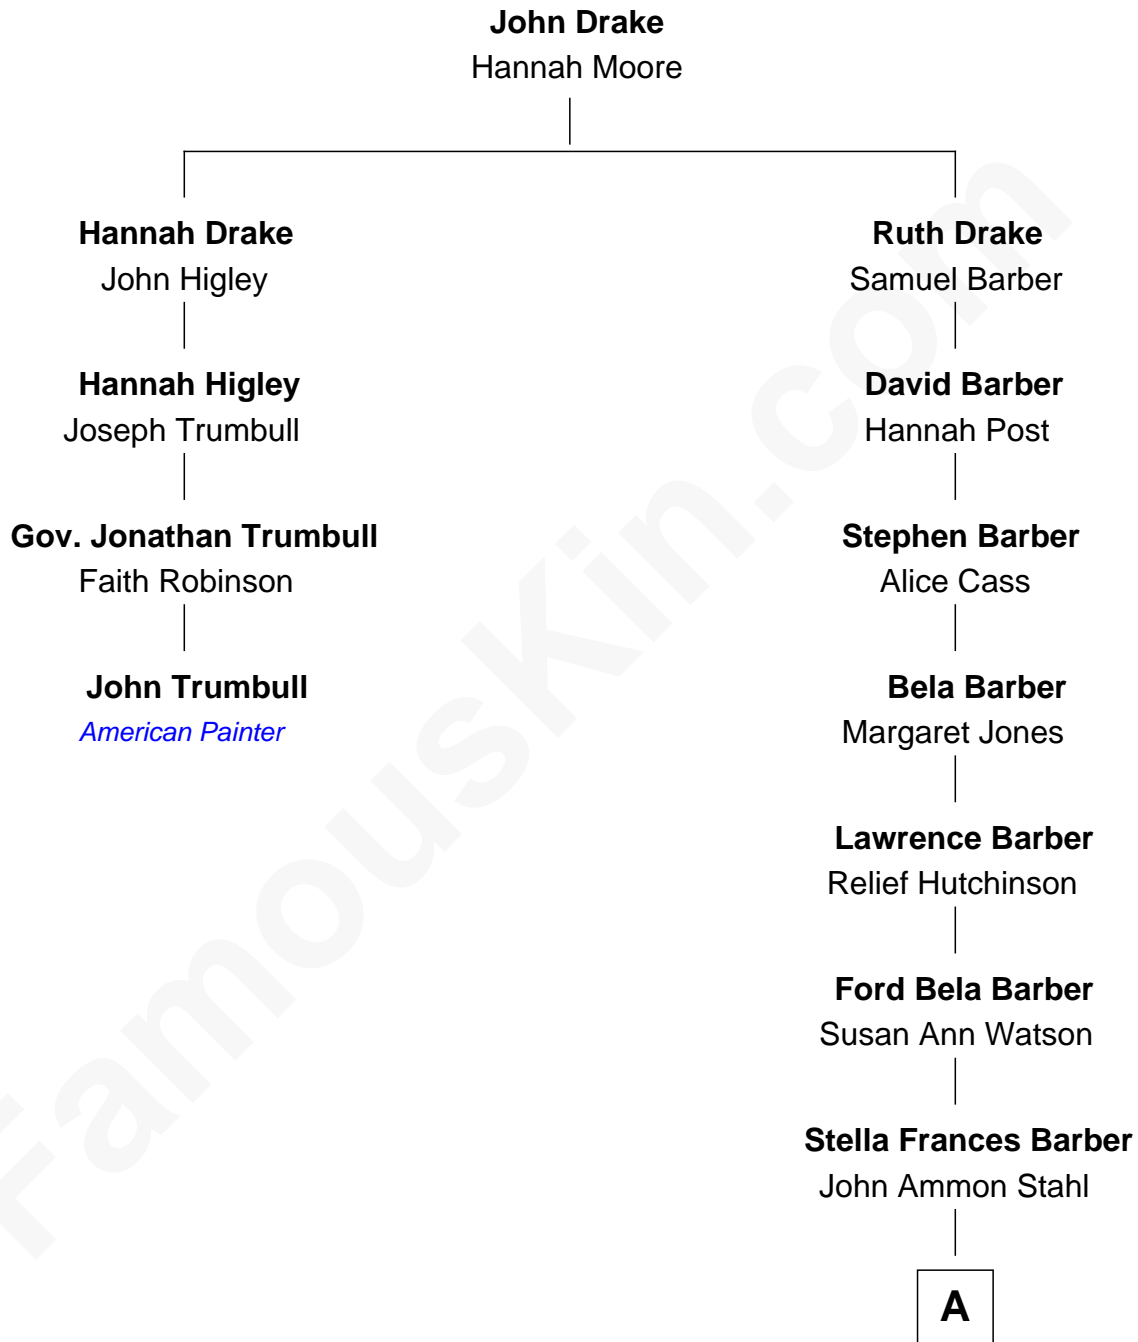 John Drake
Hannah Moore
Hannah Drake
John Higley
Hannah Higley
Joseph Trumbull
Gov. Jonathan Trumbull
Faith Robinson
John Trumbull
American Painter
Ruth Drake
Samuel Barber
David Barber
Hannah Post
Stephen Barber
Alice Cass
Bela Barber
Margaret Jones
Lawrence Barber
Relief Hutchinson
Ford Bela Barber
Susan Ann Watson
Stella Frances Barber
John Ammon Stahl
A
FamousKin.com